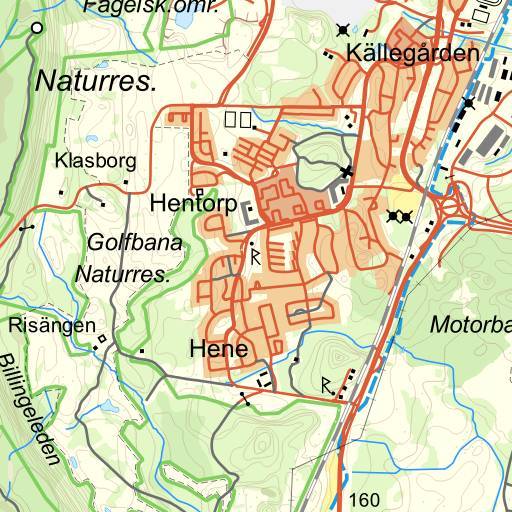 Fågelsk.omr.
Källegården
Naturres.
Klasborg
Hentorp
Golfbana
Naturres.
R
Risängen
Motorba
Hene
Billingeleden
R
160